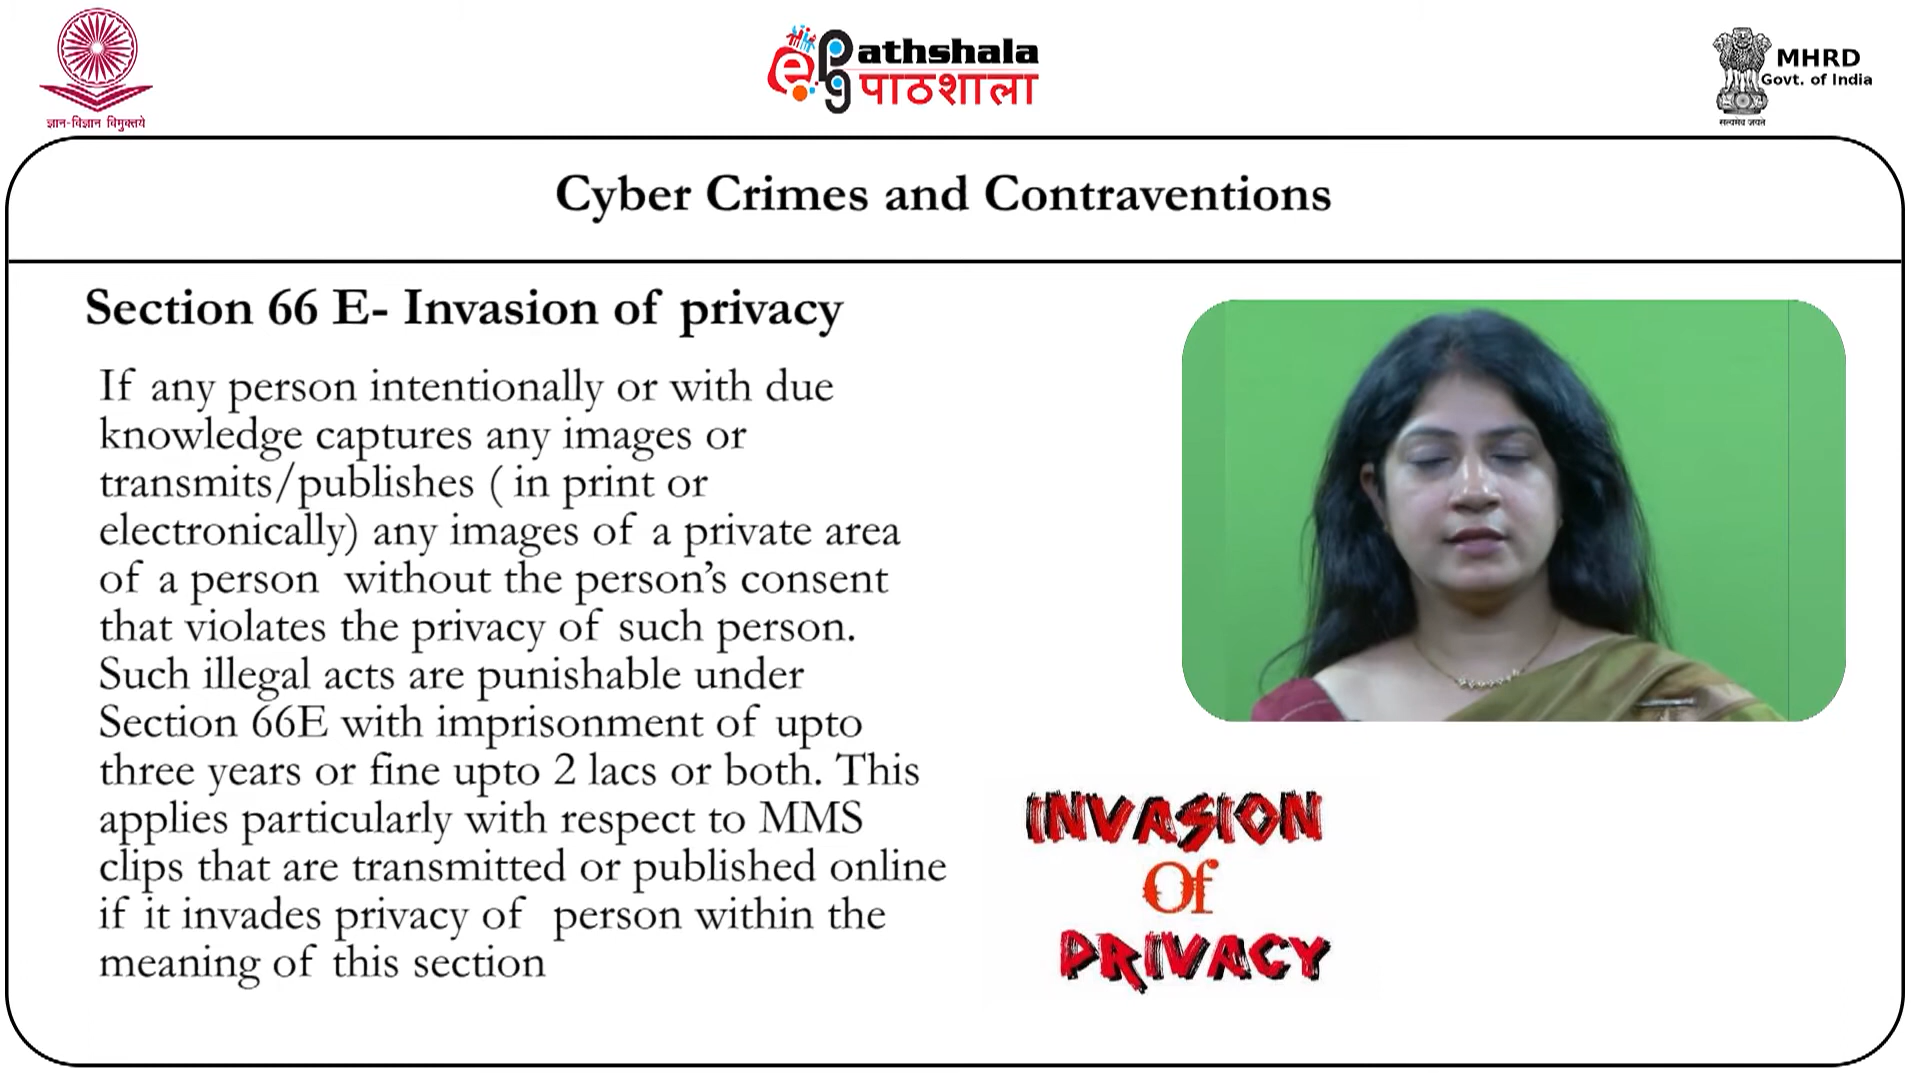 ज्ञान-विज्ञान विमुक्तये
ePathshala
पाठशाला
MHRD
Govt. of India
सत्यमेव जयते
Cyber Crimes and Contraventions
Section 66 E- Invasion of privacy
If any person intentionally or with due
knowledge captures any images or
transmits/publishes ( in print or
electronically) any images of a private area
of a person without the person’s consent
that violates the privacy of such person.
Such illegal acts are punishable under
Section 66E with imprisonment of upto
three years or fine upto 2 lacs or both. This
applies particularly with respect to MMS
clips that are transmitted or published online
if it invades privacy of person within the
meaning of this section
INVASION
Of
PRIVACY